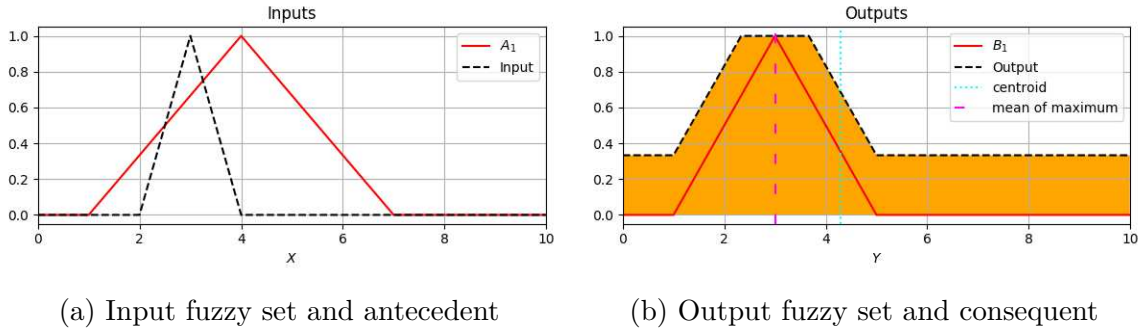 Inputs
1.0
0.8
0.6
0.4
0.2
0.0
0 2 4 6 8 10
X
A₁
Input
Outputs
1.0
0.8
0.6
0.4
0.2
0.0
0 2 4 6 8 10
Y
B₁
Output
centroid
mean of maximum
(a) Input fuzzy set and antecedent
(b) Output fuzzy set and consequent